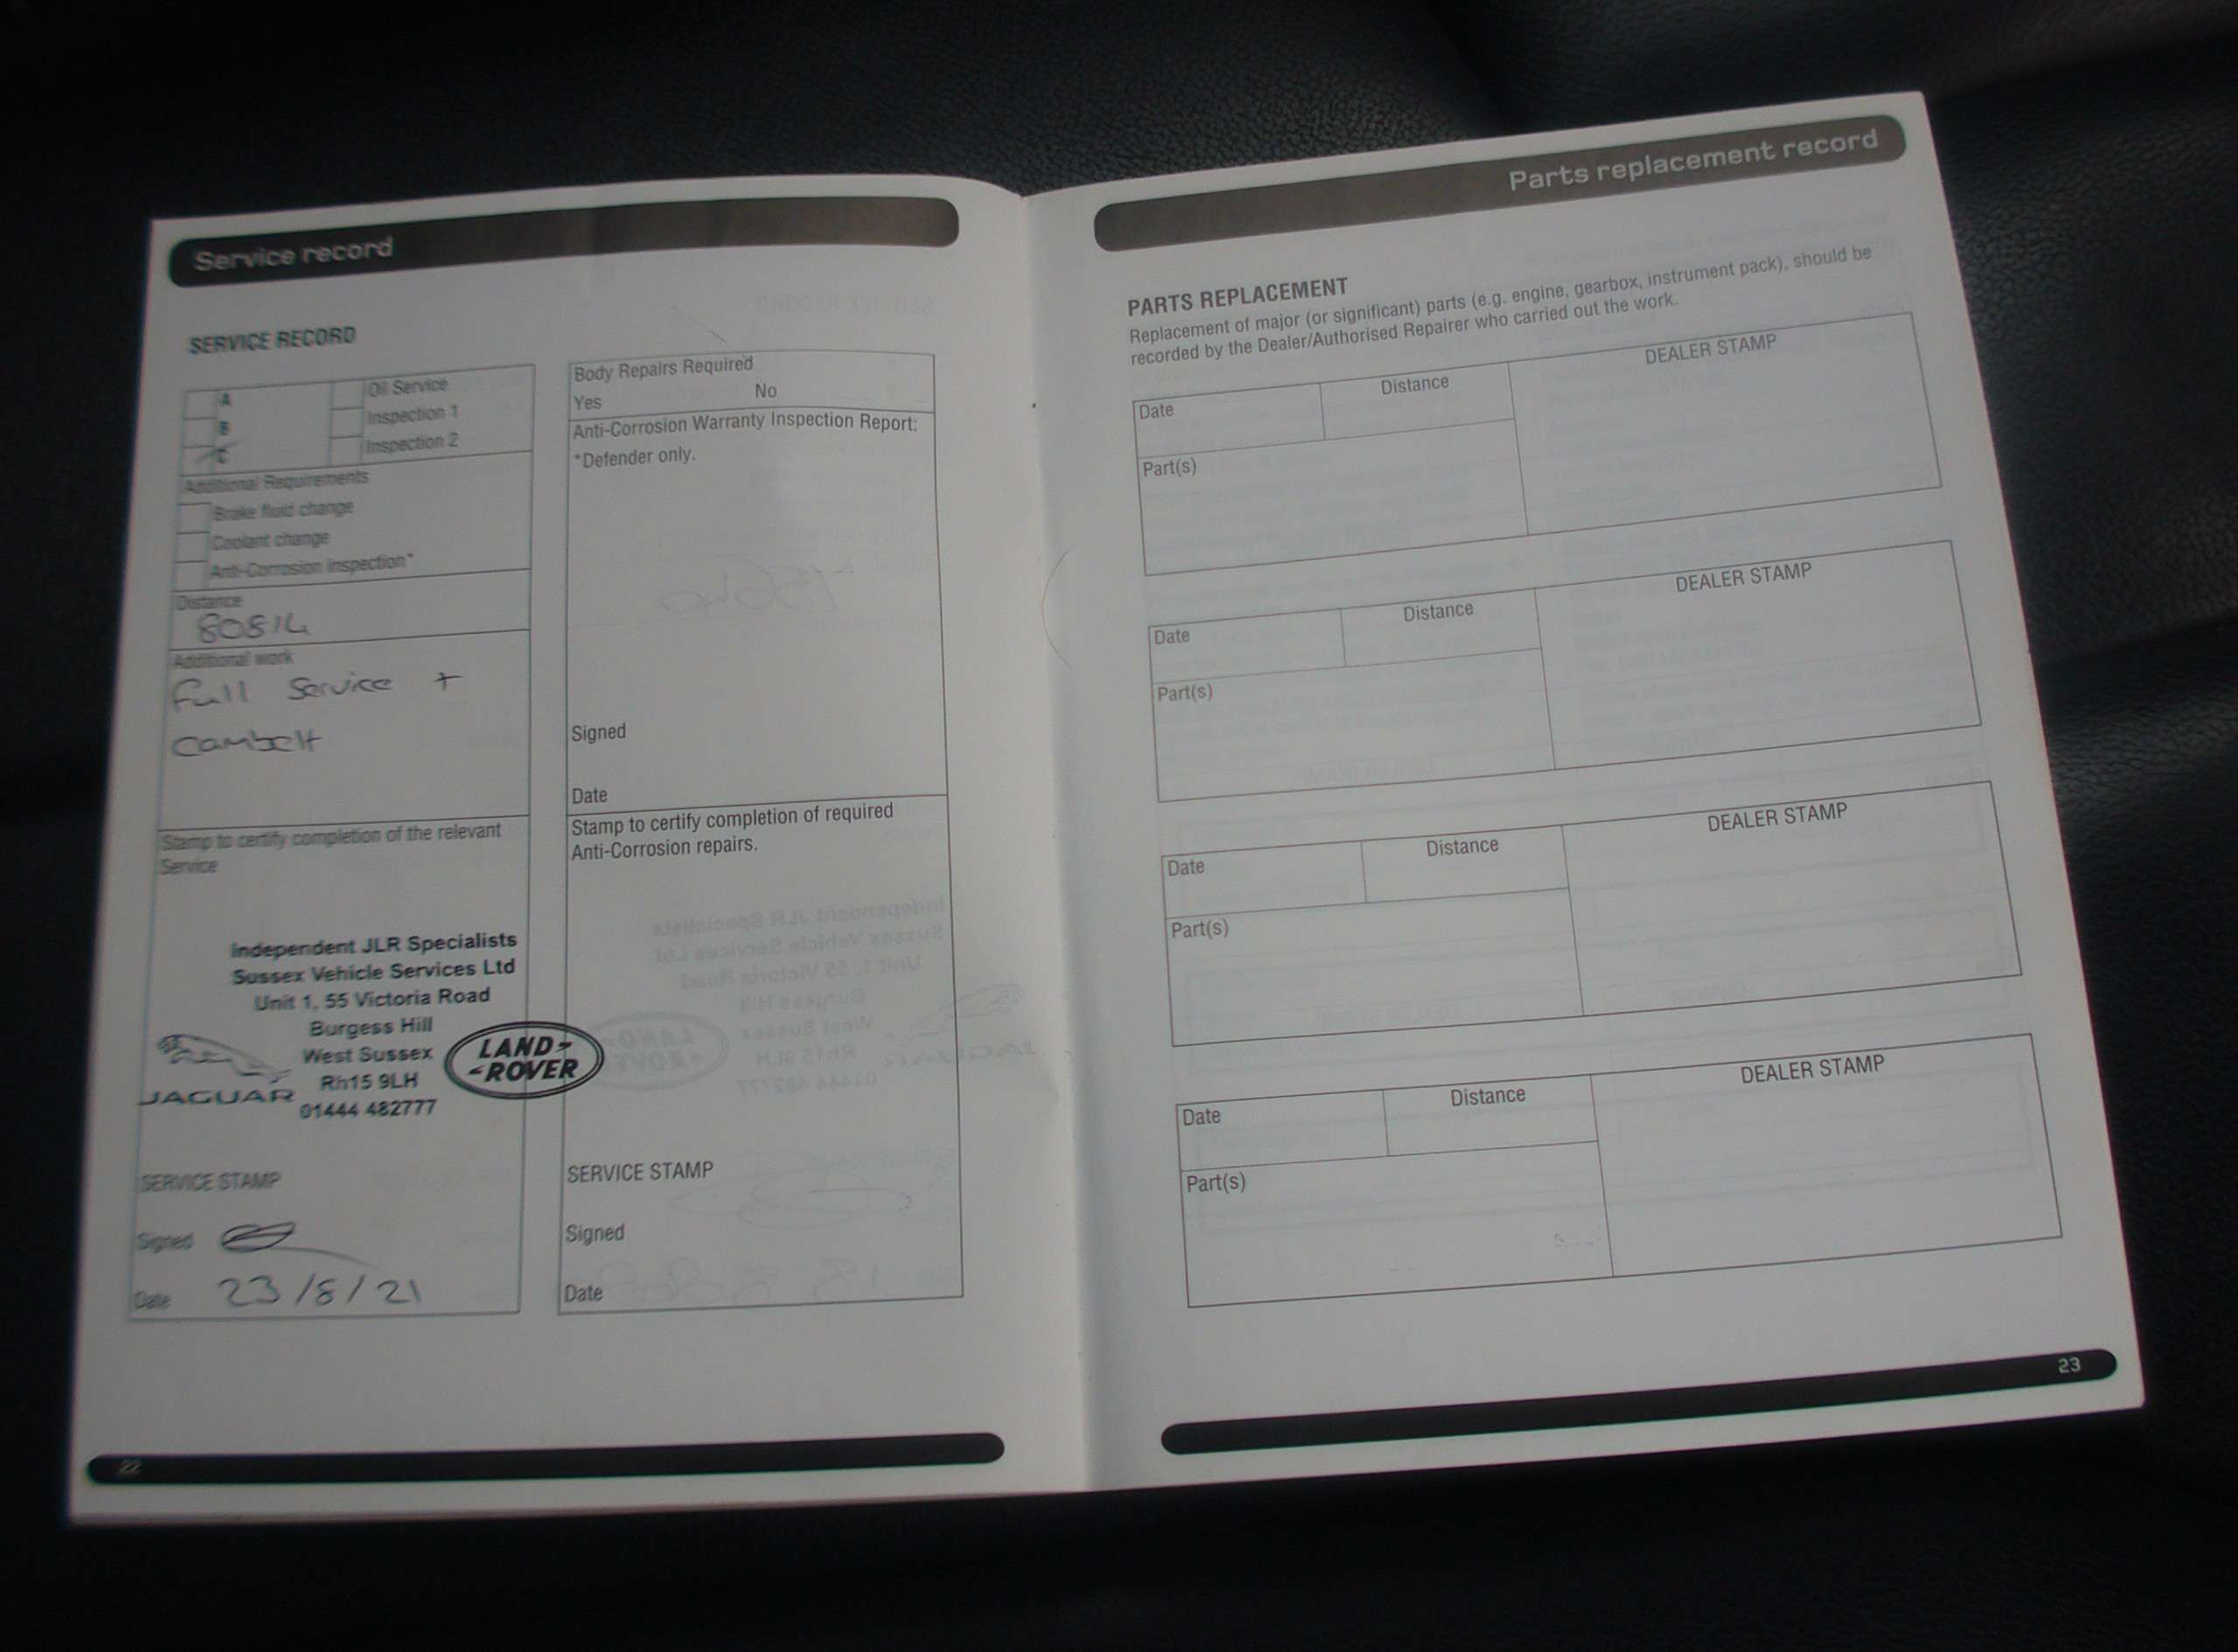 Service record
SERVICE RECORD
A
B
C
Oil Service
Inspection 1
Inspection 2
Additional Requirements
Brake fluid change
Coolant change
Anti-Corrosion inspection*
Distance
80814
Additional work
Full Service +
Cambelt
Stamp to certify completion of the relevant
Service
Independent JLR Specialists
Sussex Vehicle Services Ltd
Unit 1, 55 Victoria Road
Burgess Hill
West Sussex
Rh15 9LH
01444 482777
JAGUAR
LAND-
-ROVER
SERVICE STAMP
Signed
Date 23/8/21
22
Body Repairs Required
Yes No
Anti-Corrosion Warranty Inspection Report:
*Defender only.
Signed
Date
Stamp to certify completion of required
Anti-Corrosion repairs.
SERVICE STAMP
Signed
Date
Parts replacement record
PARTS REPLACEMENT
Replacement of major (or significant) parts (e.g. engine, gearbox, instrument pack), should be
recorded by the Dealer/Authorised Repairer who carried out the work.
Date Distance DEALER STAMP
Part(s)
Date Distance DEALER STAMP
Part(s)
Date Distance DEALER STAMP
Part(s)
Date Distance DEALER STAMP
Part(s)
23